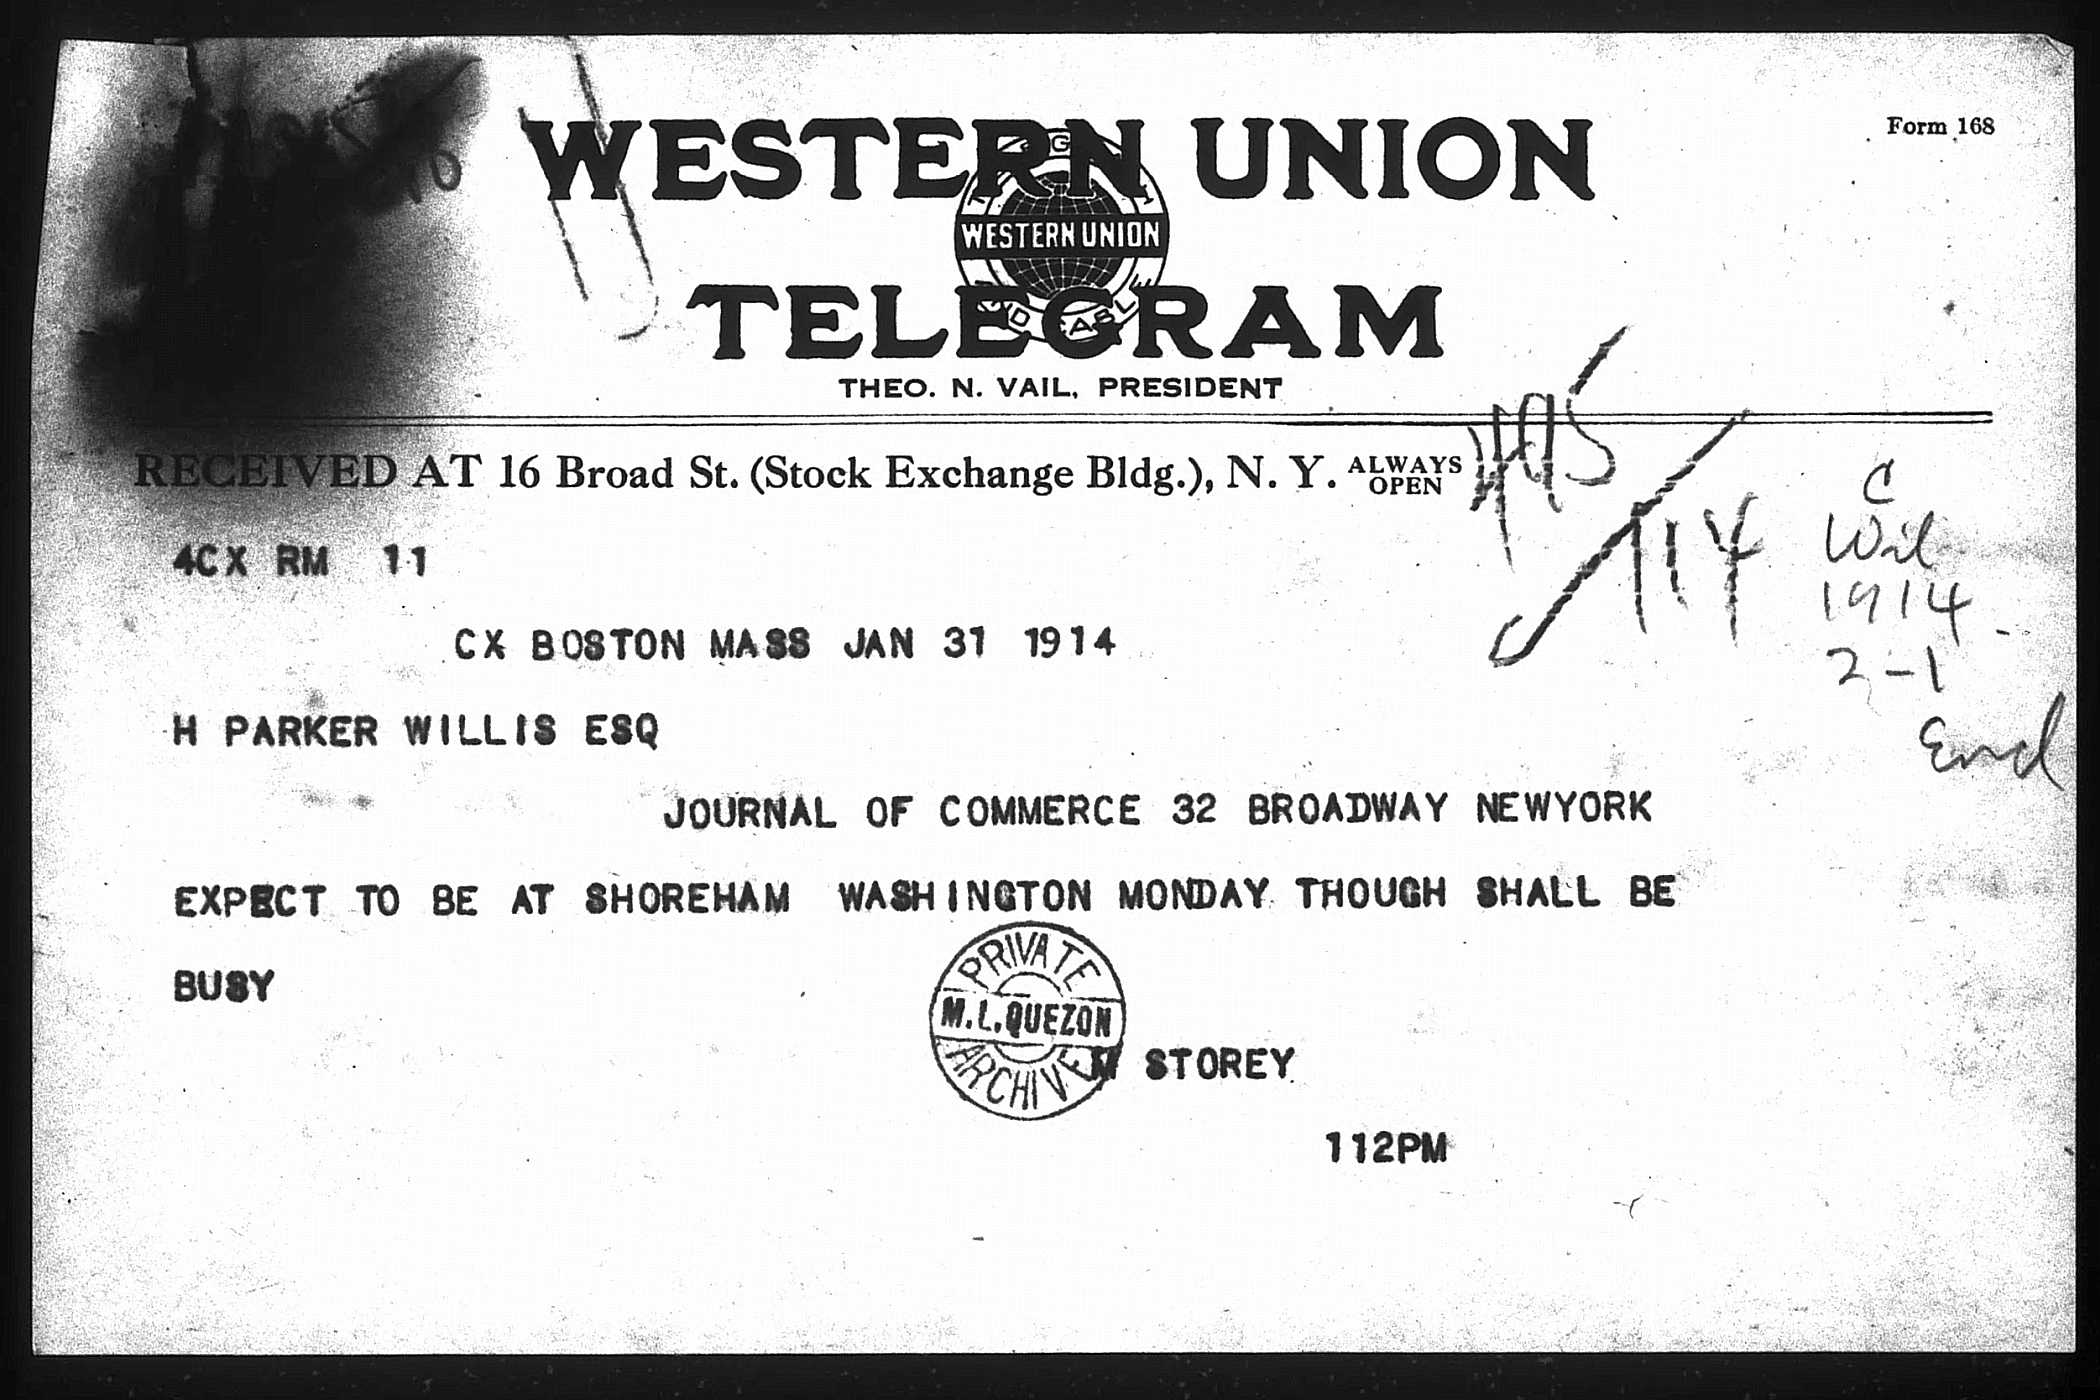 Form 168
WESTERN UNION
WESTERN UNION
TELEGRAM
THEO. N. VAIL, PRESIDENT
RECEIVED AT 16 Broad St. (Stock Exchange Bldg.), N. Y. ALWAYS OPEN
4CX RM 11
C
Wil
1914
2-1
End
CX BOSTON MASS JAN 31 1914
H PARKER WILLIS ESQ
JOURNAL OF COMMERCE 32 BROADWAY NEWYORK
EXPECT TO BE AT SHOREHAM WASHINGTON MONDAY THOUGH SHALL BE
BUSY
PRIVATE
M.L.QUEZON
ARCHIVE
M STOREY
112PM